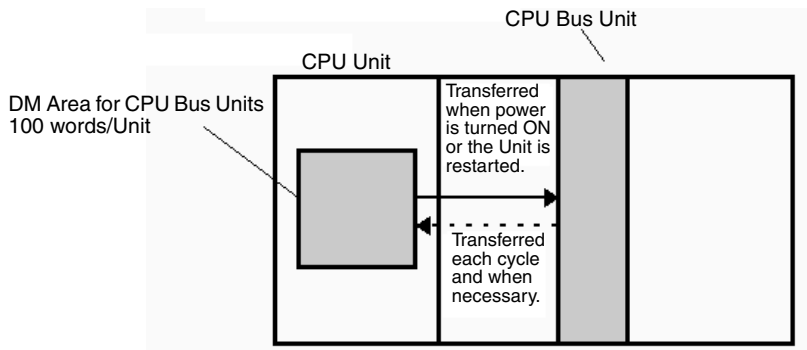 CPU Bus Unit
CPU Unit
DM Area for CPU Bus Units
100 words/Unit
Transferred
when power
is turned ON
or the Unit is
restarted.
Transferred
each cycle
and when
necessary.